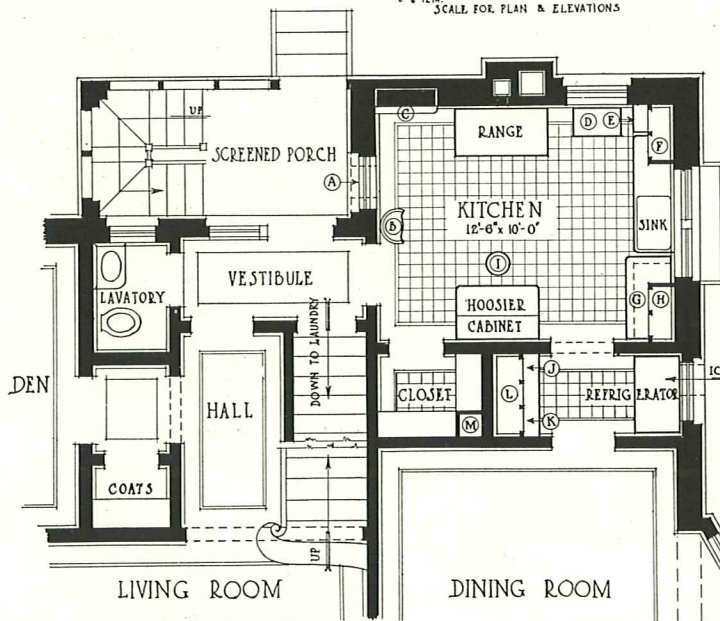 SCALE FOR PLAN & ELEVATIONS
UP
SCREENED PORCH
A
C
RANGE
D E
F
B
KITCHEN
12'-6" x 10'-0"
SINK
I
LAVATORY
VESTIBULE
HOOSIER
CABINET
G H
DOWN TO LAUNDRY
DEN
HALL
CLOSET
M
L
J
K
REFRIGERATOR
COATS
UP
LIVING ROOM
DINING ROOM